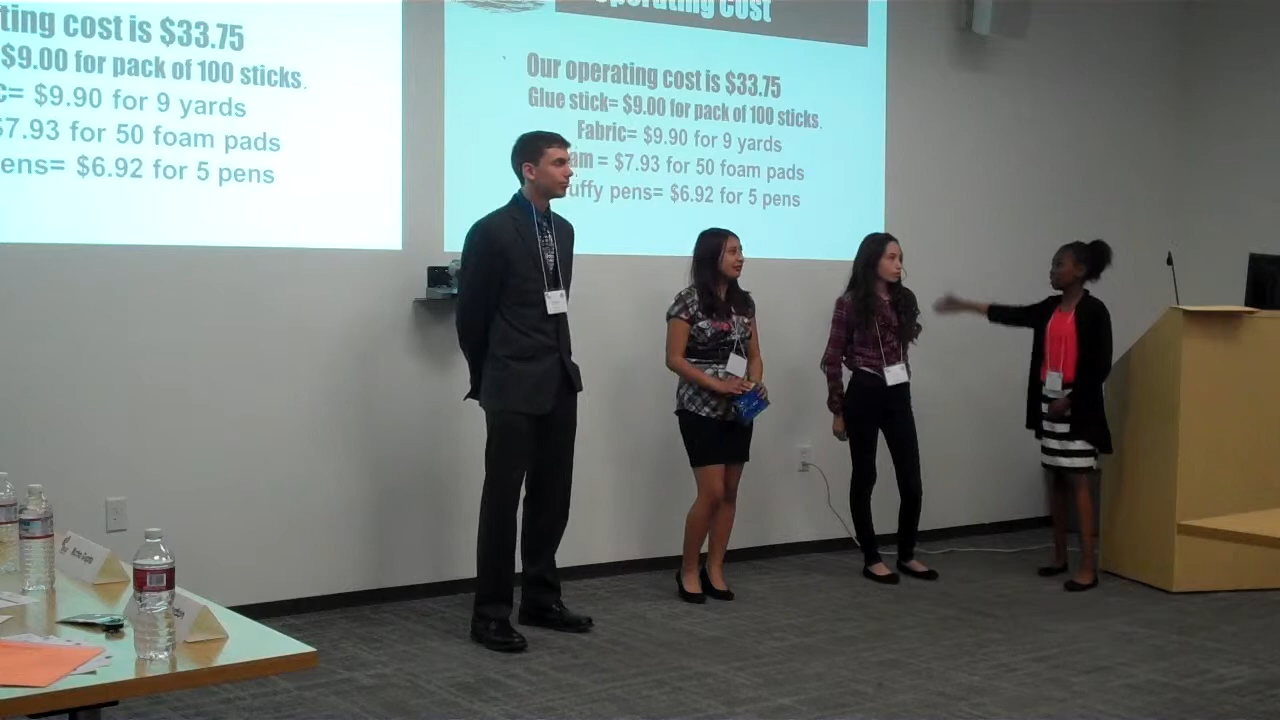 ting cost is $33.75
$9.00 for pack of 100 sticks.
c= $9.90 for 9 yards
$7.93 for 50 foam pads
ens= $6.92 for 5 pens
Operating Cost
Our operating cost is $33.75
Glue stick= $9.00 for pack of 100 sticks.
Fabric= $9.90 for 9 yards
am = $7.93 for 50 foam pads
uffy pens= $6.92 for 5 pens